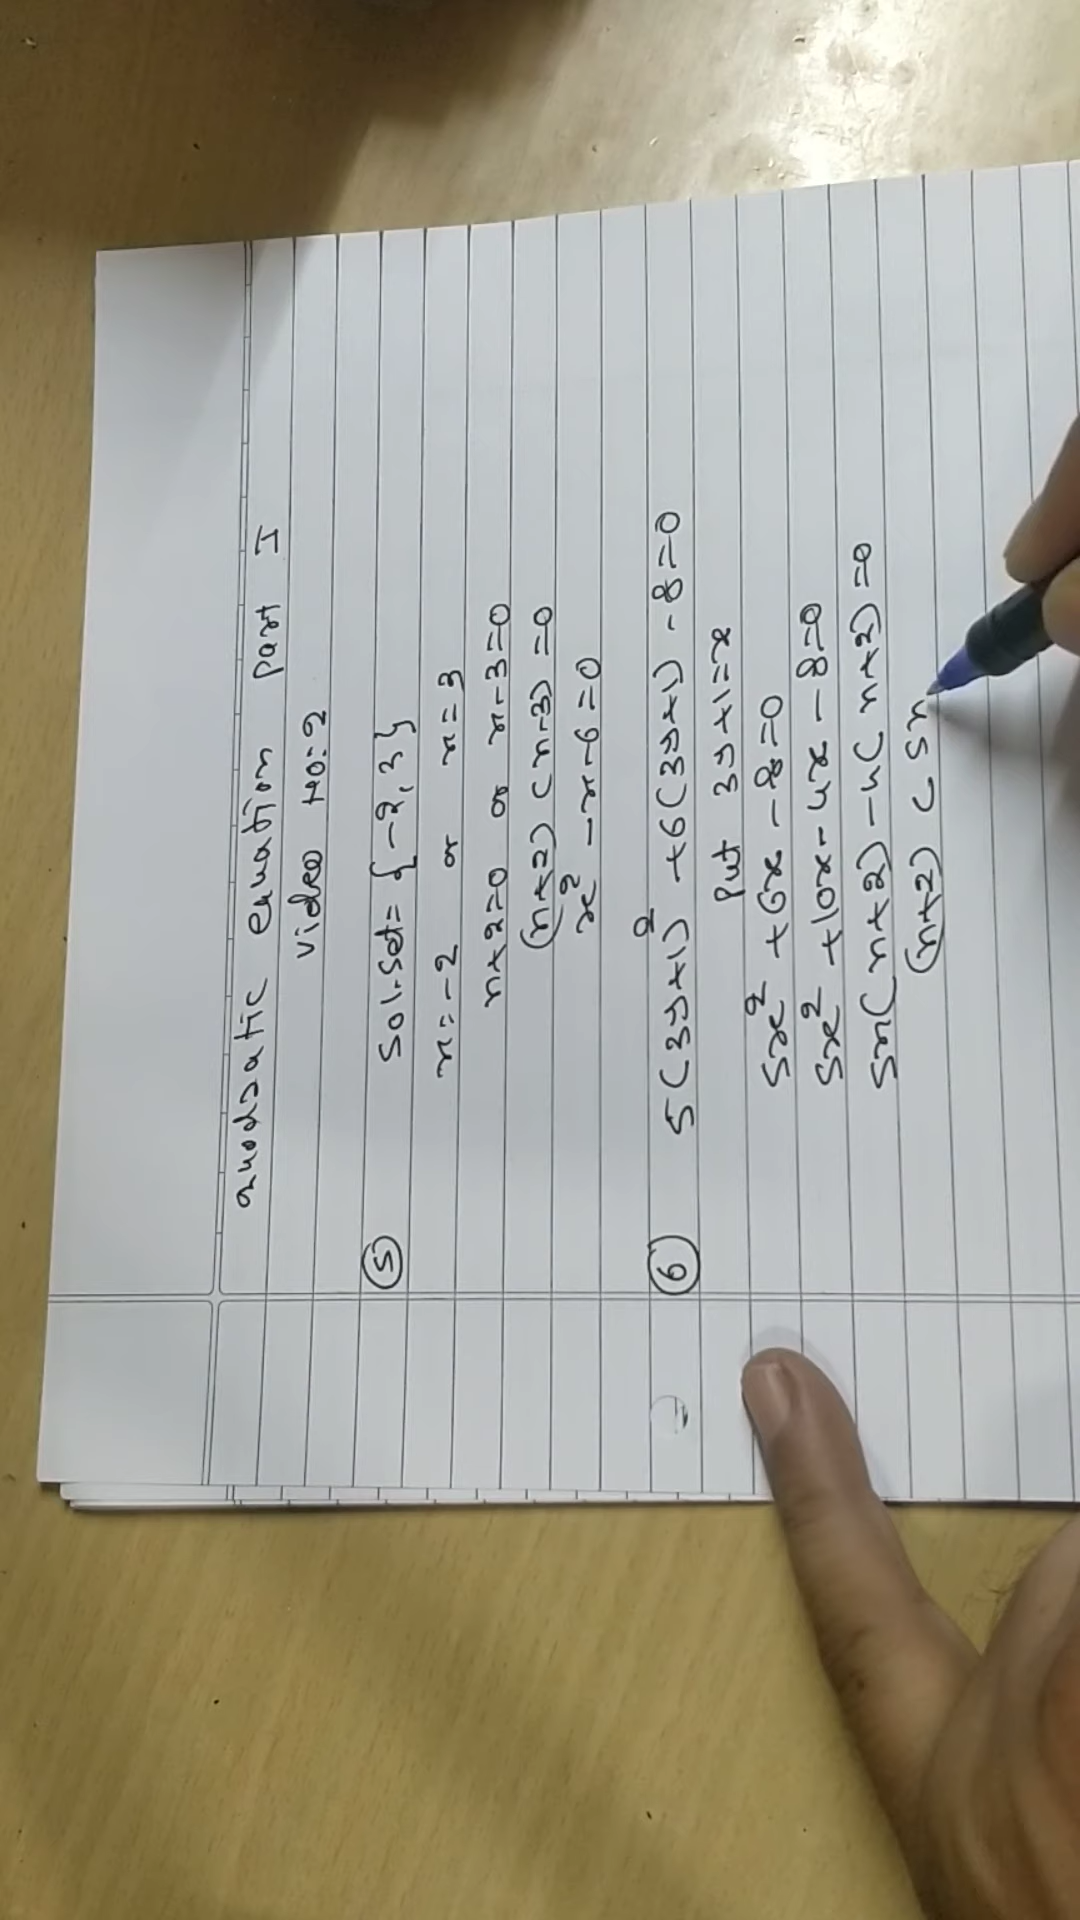 Quadratic equation part I
video No:2
⑤ Sol.set= {-2, 3}
x=-2 or x=3
x+2=0 or x-3=0
(x+2) (x-3) =0
x² -x-6=0
⑥ 5(3y+1)² +6(3y+1) -8=0
put 3y+1=x
5x² +6x -8=0
5x² +10x-4x -8=0
5x(x+2)-4(x+2)=0
(x+2) (5x